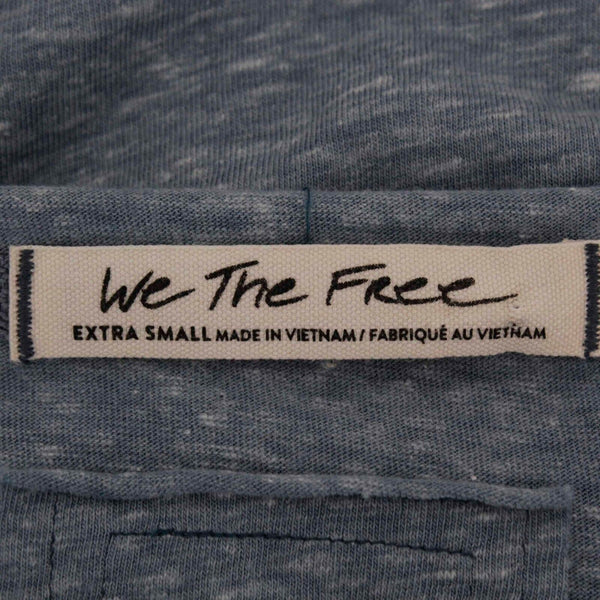 We The Free
EXTRA SMALL MADE IN VIETNAM / FABRIQUÉ AU VIETNAM